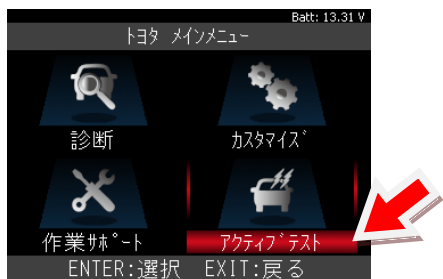 Batt: 13.31 V
トヨタ メインメニュー
診断
カスタマイズ
作業サポート
アクティブテスト
ENTER:選択 EXIT:戻る